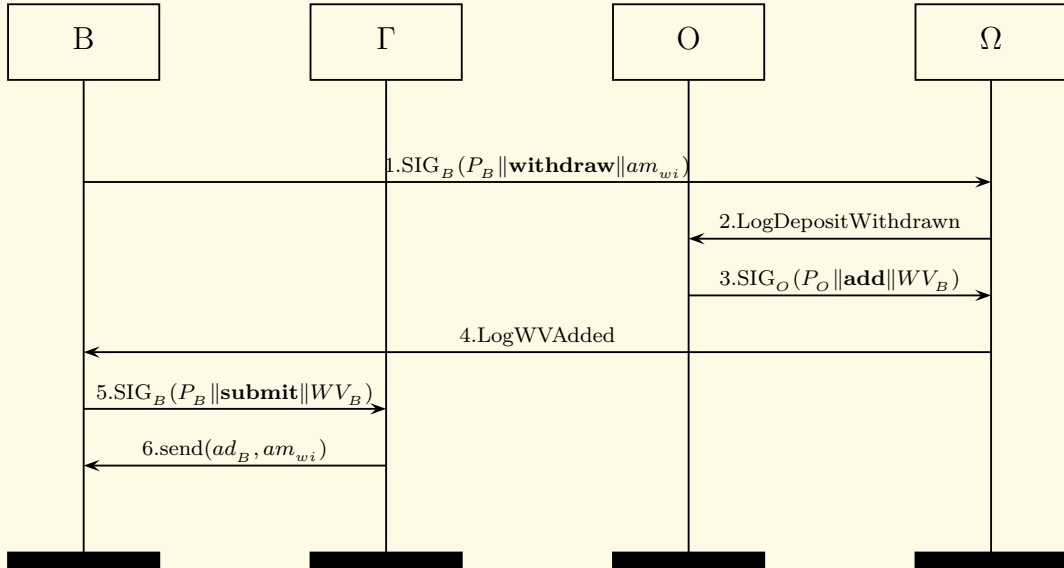 B Γ O Ω
1.SIG_B(P_B‖withdraw‖am_wi)
2.LogDepositWithdrawn
3.SIG_O(P_O‖add‖WV_B)
4.LogWVAdded
5.SIG_B(P_B‖submit‖WV_B)
6.send(ad_B, am_wi)